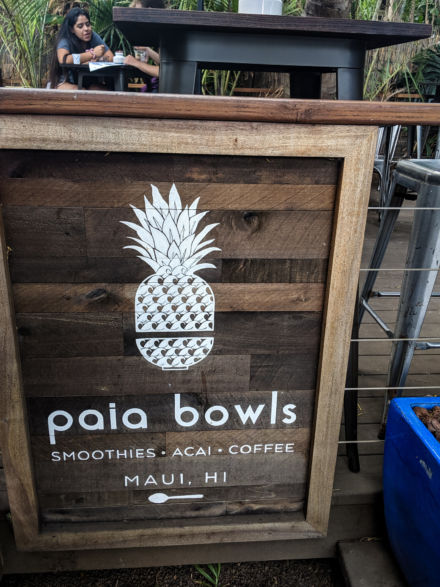 paia bowls
SMOOTHIES • ACAI • COFFEE
MAUI, HI